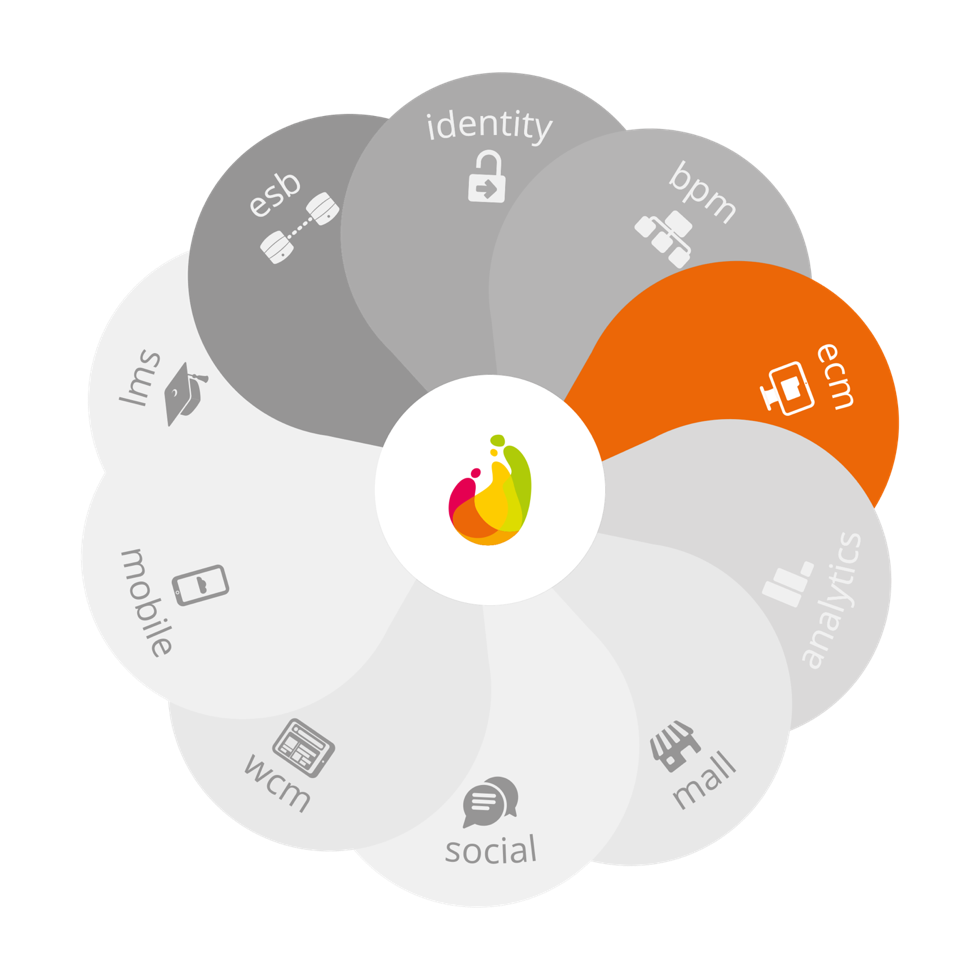 identity
bpm
ecm
analytics
mall
social
wcm
mobile
lms
esb